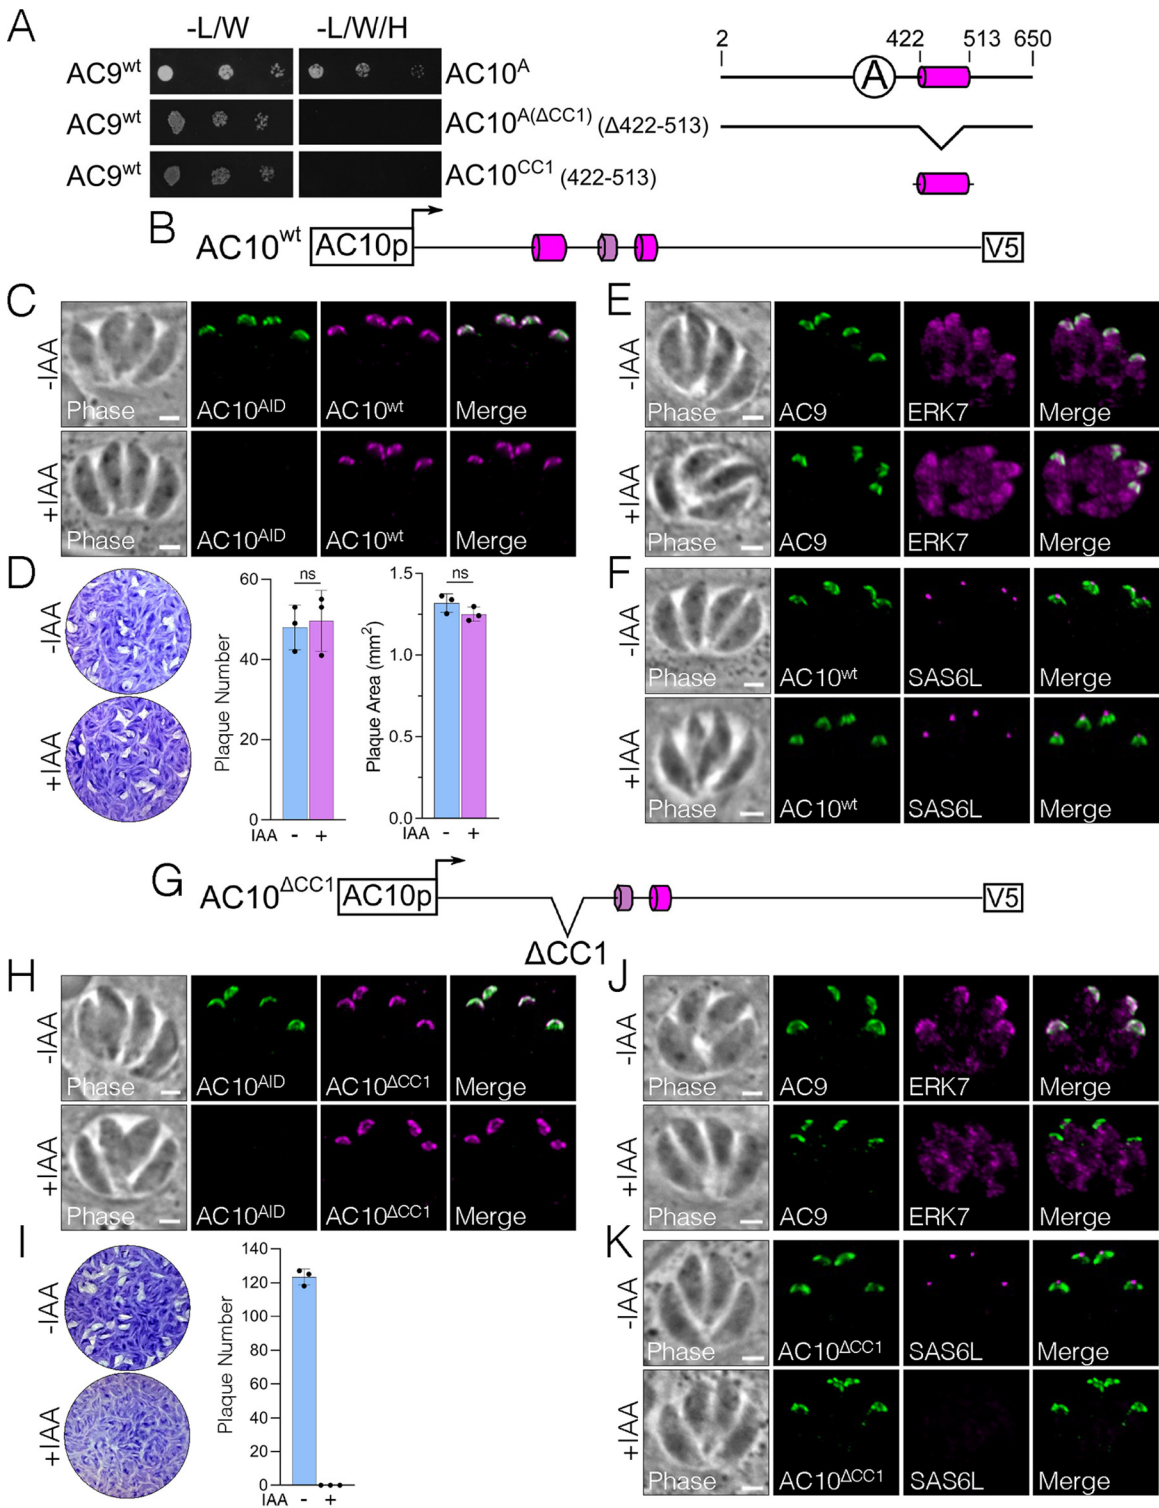 A
-L/W -L/W/H
AC9wt AC10A
AC9wt AC10A(ΔCC1) (Δ422-513)
AC9wt AC10CC1 (422-513)
2 422 513 650
A
B AC10wt AC10p V5
C
-IAA
Phase AC10AID AC10wt Merge
+IAA
Phase AC10AID AC10wt Merge
E
-IAA
Phase AC9 ERK7 Merge
+IAA
Phase AC9 ERK7 Merge
D
-IAA
+IAA
Plaque Number
60
40
20
0
ns
IAA - +
Plaque Area (mm2)
1.5
1.0
0.5
0.0
ns
IAA - +
F
-IAA
Phase AC10wt SAS6L Merge
+IAA
Phase AC10wt SAS6L Merge
G AC10ΔCC1 AC10p V5
ΔCC1
H
-IAA
Phase AC10AID AC10ΔCC1 Merge
+IAA
Phase AC10AID AC10ΔCC1 Merge
J
-IAA
Phase AC9 ERK7 Merge
+IAA
Phase AC9 ERK7 Merge
I
-IAA
+IAA
Plaque Number
140
120
100
80
60
40
20
0
IAA - +
K
-IAA
Phase AC10ΔCC1 SAS6L Merge
+IAA
Phase AC10ΔCC1 SAS6L Merge